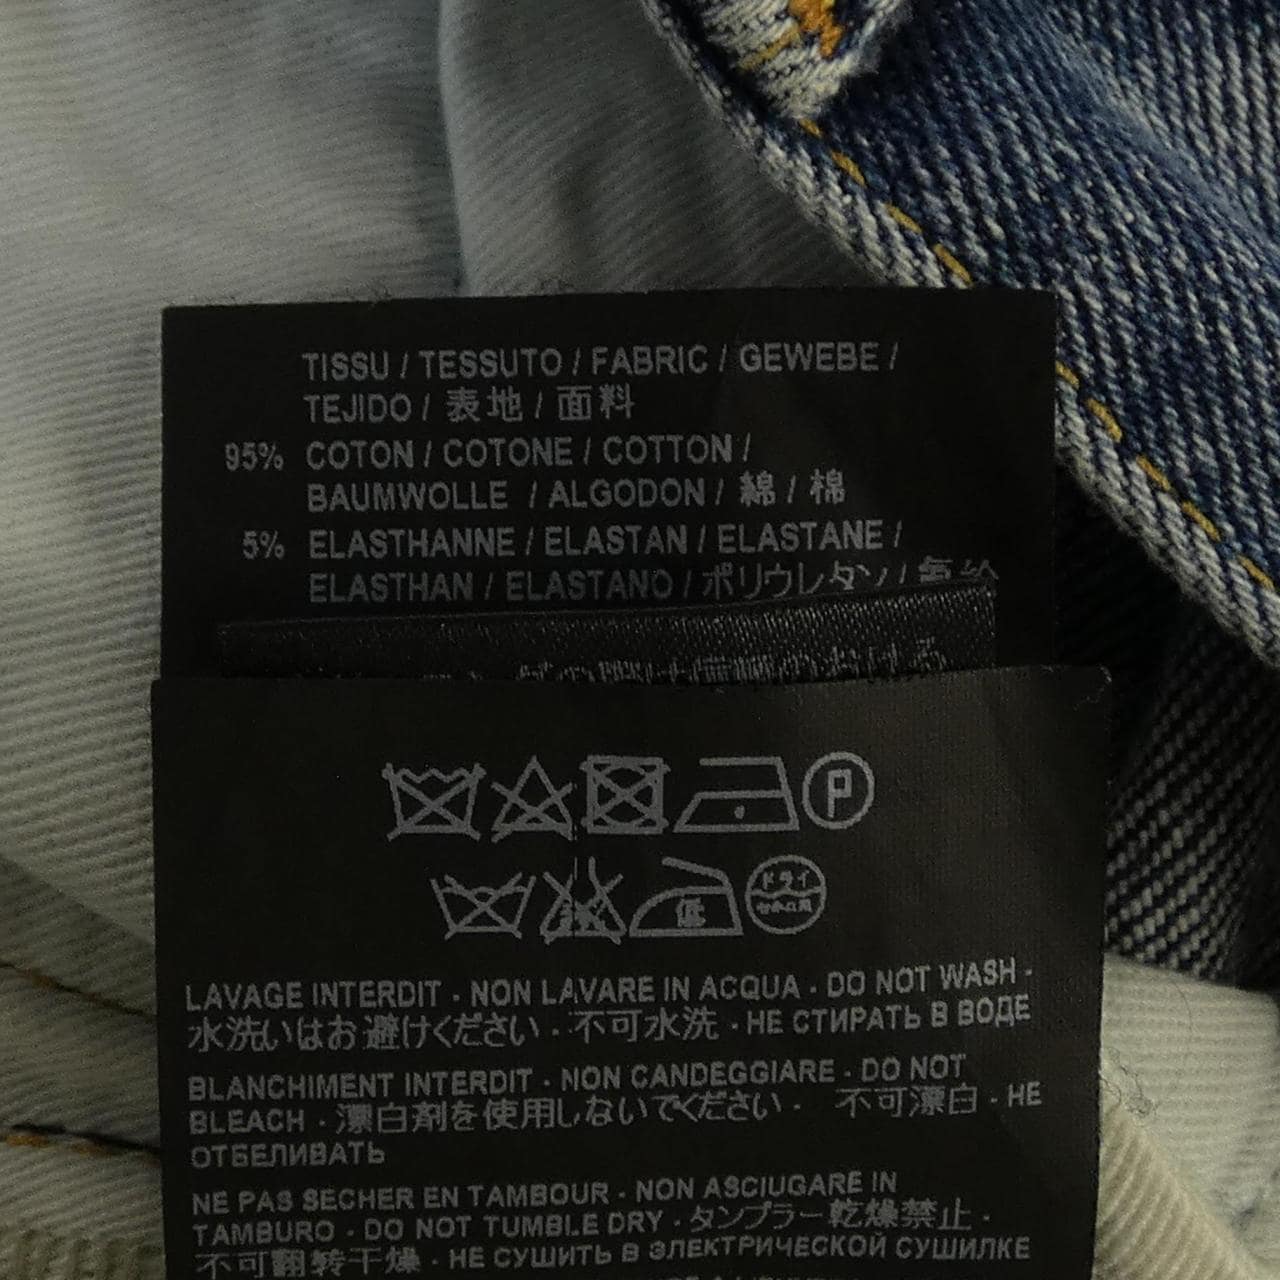 TISSU / TESSUTO / FABRIC / GEWEBE /
TEJIDO / 表地 / 面料
95% COTON / COTONE / COTTON /
BAUMWOLLE / ALGODON / 綿 / 棉
5% ELASTHANNE / ELASTAN / ELASTANE /
ELASTHAN / ELASTANO / ポリウレタン /
P
ドライ
低
LAVAGE INTERDIT - NON LAVARE IN ACQUA - DO NOT WASH -
水洗いはお避けください - 不可水洗 - НЕ СТИРАТЬ В ВОДЕ
BLANCHIMENT INTERDIT - NON CANDEGGIARE - DO NOT
BLEACH - 漂白剤を使用しないでください - 不可漂白 - НЕ
ОТБЕЛИВАТЬ
NE PAS SECHER EN TAMBOUR - NON ASCIUGARE IN
TAMBURO - DO NOT TUMBLE DRY - タンブラー乾燥禁止 -
不可翻转干燥 - НЕ СУШИТЬ В ЭЛЕКТРИЧЕСКОЙ СУШИЛКЕ